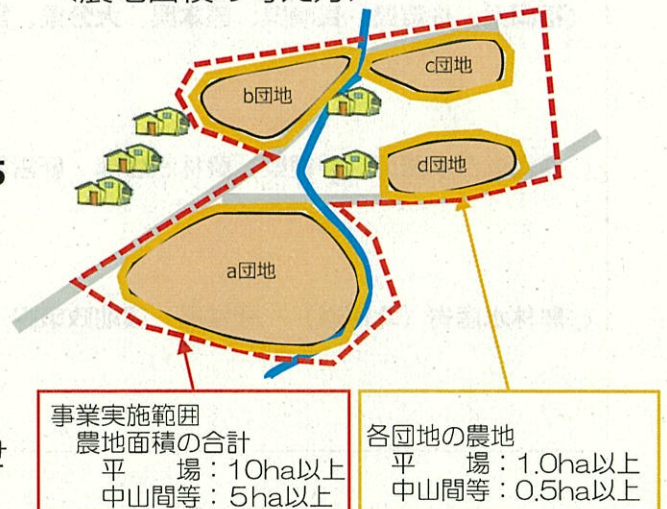 b団地
c団地
d団地
a団地
事業実施範囲
農地面積の合計
平　　場：10ha以上
中山間等：5ha以上
各団地の農地
平　　場：1.0ha以上
中山間等：0.5ha以上